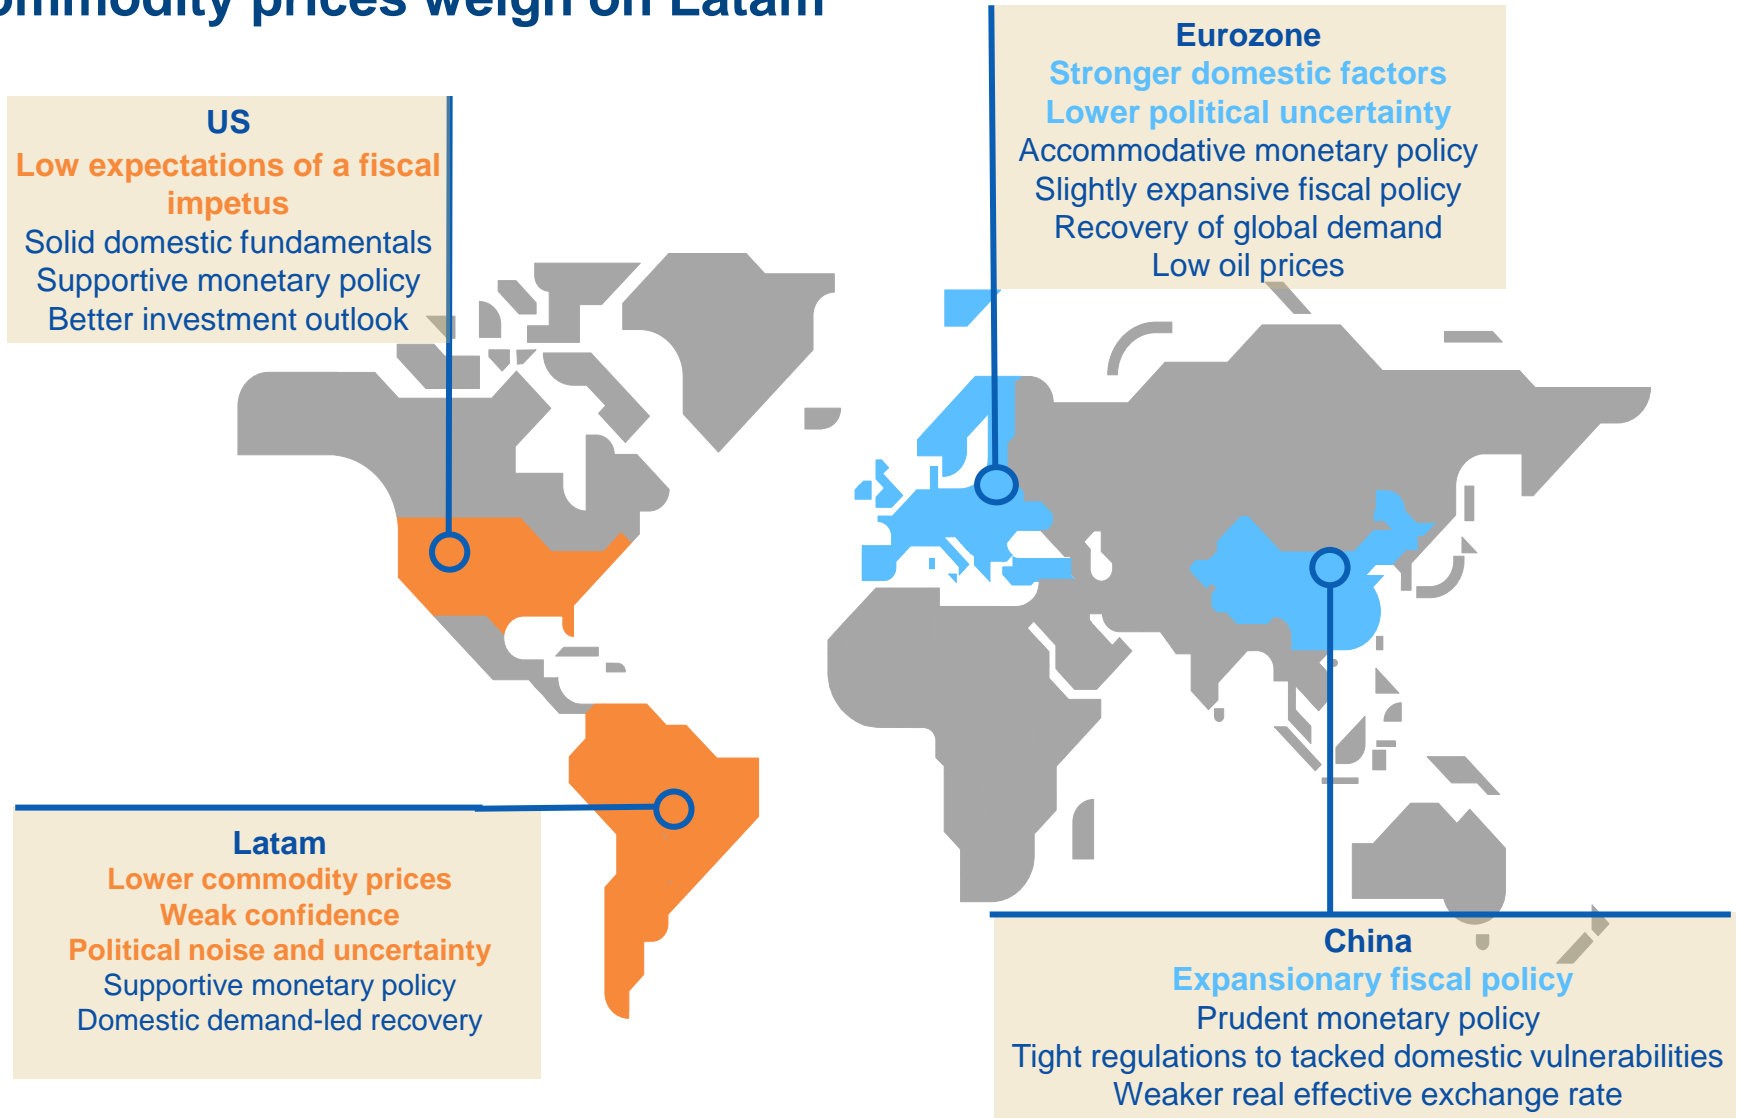 ommodity prices weigh on Latam
Eurozone
Stronger domestic factors
Lower political uncertainty
Accommodative monetary policy
Slightly expansive fiscal policy
Recovery of global demand
Low oil prices
US
Low expectations of a fiscal
impetus
Solid domestic fundamentals
Supportive monetary policy
Better investment outlook
Latam
Lower commodity prices
Weak confidence
Political noise and uncertainty
Supportive monetary policy
Domestic demand-led recovery
China
Expansionary fiscal policy
Prudent monetary policy
Tight regulations to tacked domestic vulnerabilities
Weaker real effective exchange rate